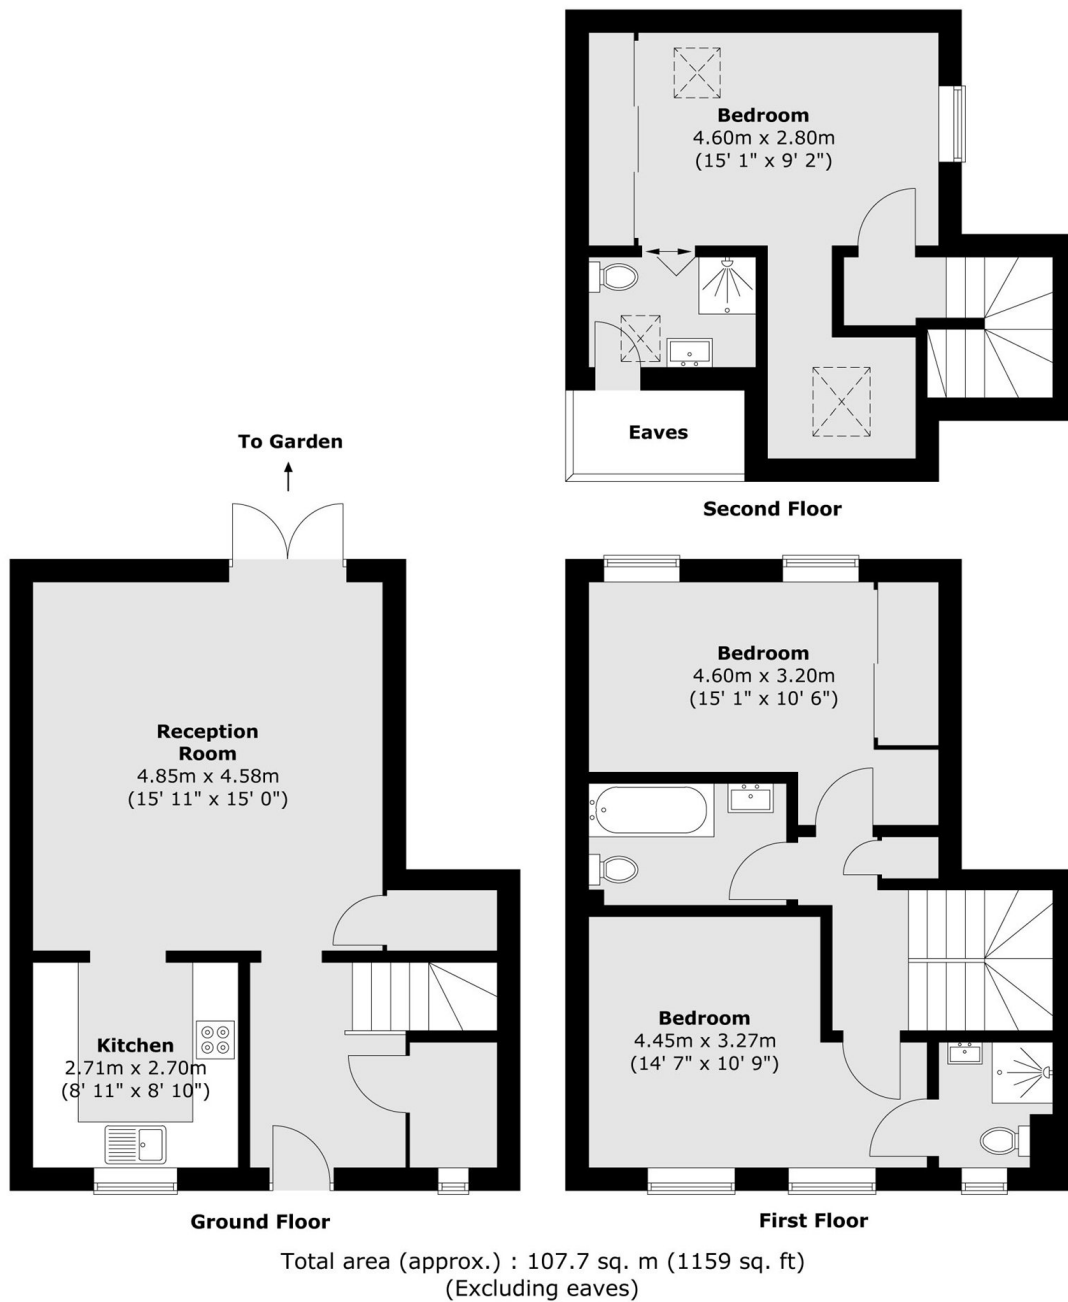 Bedroom
4.60m x 2.80m
(15' 1" x 9' 2")
Eaves
Second Floor
To Garden
Reception
Room
4.85m x 4.58m
(15' 11" x 15' 0")
Kitchen
2.71m x 2.70m
(8' 11" x 8' 10")
Ground Floor
Bedroom
4.60m x 3.20m
(15' 1" x 10' 6")
Bedroom
4.45m x 3.27m
(14' 7" x 10' 9")
First Floor
Total area (approx.) : 107.7 sq. m (1159 sq. ft)
(Excluding eaves)